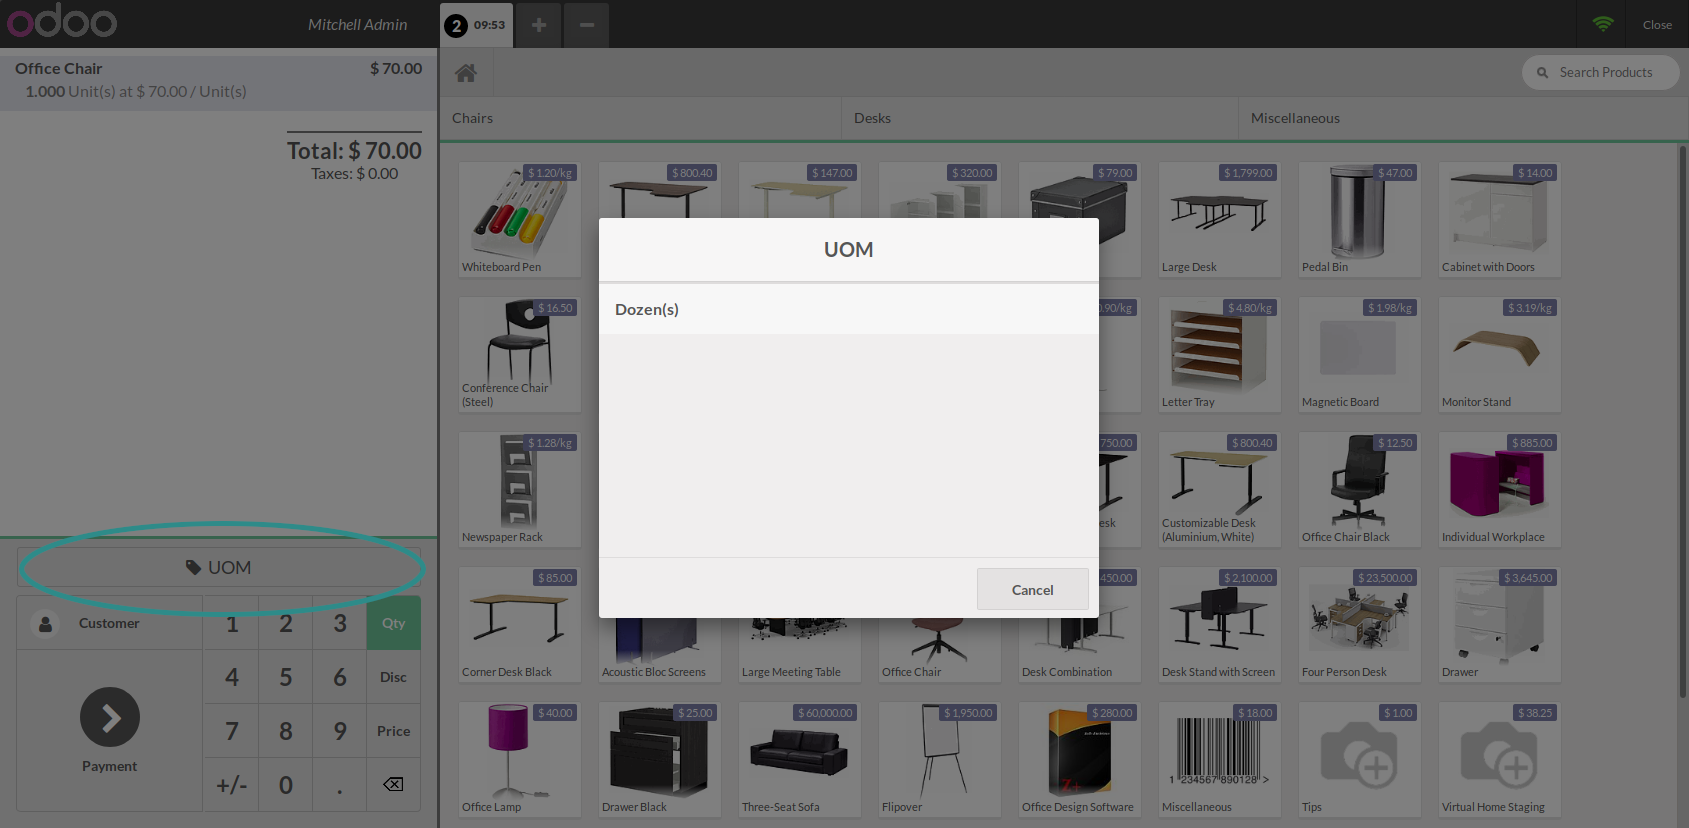 odoo
Mitchell Admin
2 09:53
Close
Office Chair $ 70.00
1.000 Unit(s) at $ 70.00 / Unit(s)
Total: $ 70.00
Taxes: $ 0.00
UOM
Customer
1 2 3 Qty
4 5 6 Disc
7 8 9 Price
+/- 0 .
Payment
Search Products
Chairs Desks Miscellaneous
$ 1.20/kg $ 800.40 $ 147.00 $ 320.00 $ 79.00 $ 1,799.00 $ 47.00 $ 14.00
Whiteboard Pen Large Desk Pedal Bin Cabinet with Doors
$ 16.50 0.90/kg $ 4.80/kg $ 1.98/kg $ 3.19/kg
Conference Chair
(Steel) Letter Tray Magnetic Board Monitor Stand
$ 1.28/kg 750.00 $ 800.40 $ 12.50 $ 885.00
Newspaper Rack esk Customizable Desk
(Aluminium, White) Office Chair Black Individual Workplace
$ 85.00 450.00 $ 2,100.00 $ 23,500.00 $ 3,645.00
Corner Desk Black Acoustic Bloc Screens Large Meeting Table Office Chair Desk Combination Desk Stand with Screen Four Person Desk Drawer
$ 40.00 $ 25.00 $ 60,000.00 $ 1,950.00 $ 280.00 $ 18.00 $ 1.00 $ 38.25
Z+
1 234567 890128 >
Office Lamp Drawer Black Three-Seat Sofa Flipover Office Design Software Miscellaneous Tips Virtual Home Staging
UOM
Dozen(s)
Cancel